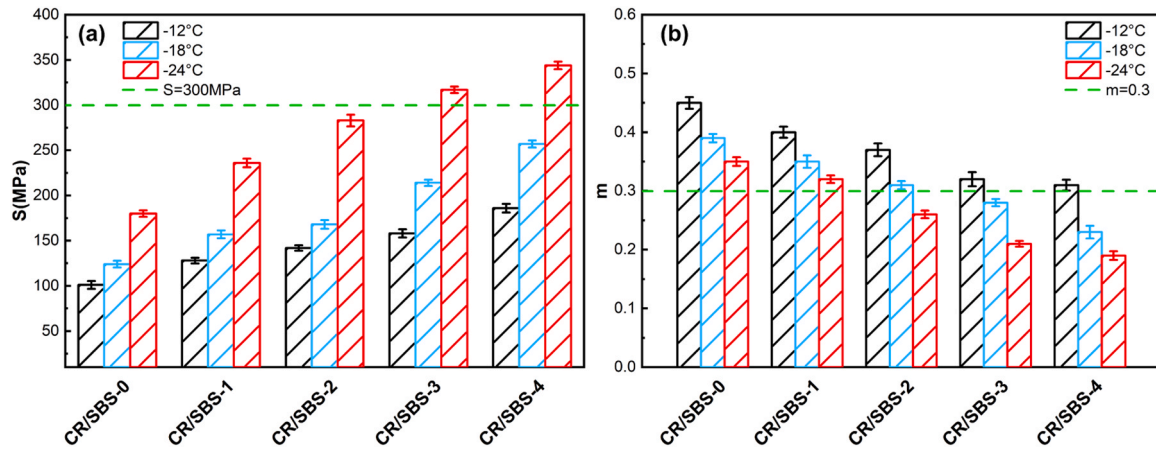 (a)
-12°C
-18°C
-24°C
S=300MPa
S(MPa)
400
350
300
250
200
150
100
50
CR/SBS-0
CR/SBS-1
CR/SBS-2
CR/SBS-3
CR/SBS-4
(b)
-12°C
-18°C
-24°C
m=0.3
m
0.6
0.5
0.4
0.3
0.2
0.1
0.0
CR/SBS-0
CR/SBS-1
CR/SBS-2
CR/SBS-3
CR/SBS-4